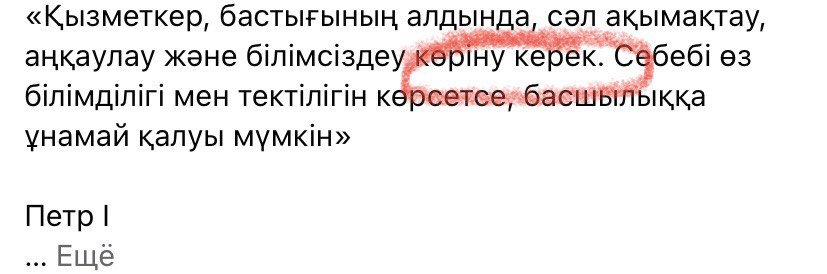 «Қызметкер, бастығының алдында, сәл ақымақтау,
аңқаулау және білімсіздеу көріну керек. Себебі өз
білімділігі мен тектілігін көрсетсе, басшылыққа
ұнамай қалуы мүмкін»
Петр I
... Ещё